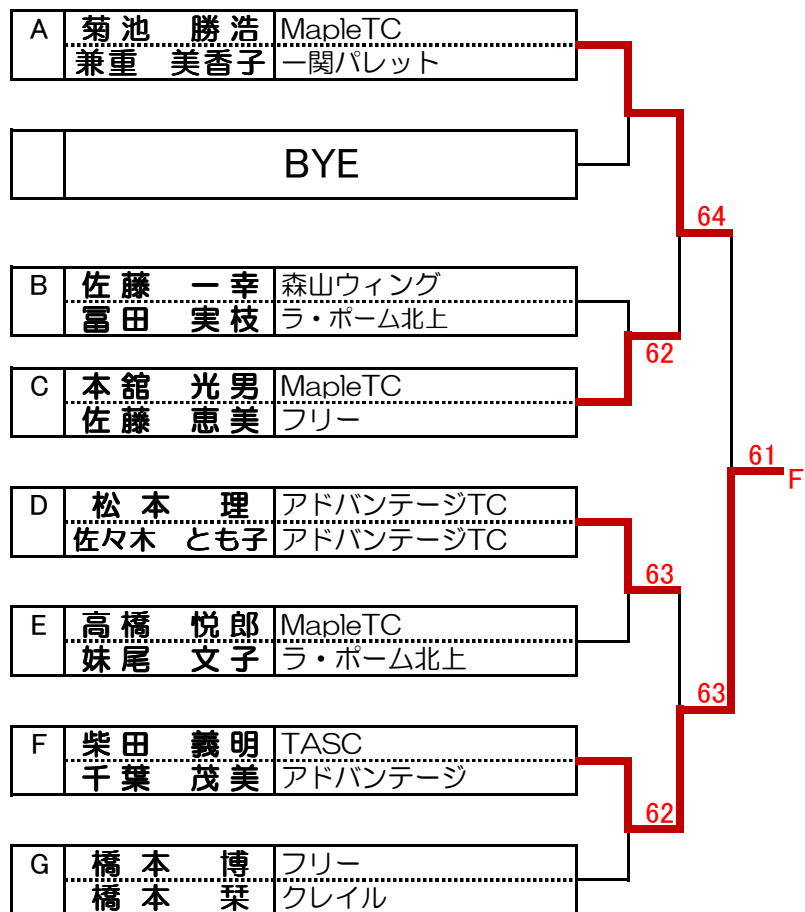 A 菊池 勝浩 MapleTC
兼重 美香子 一関パレット
BYE
64
B 佐藤 一幸 森山ウィング
冨田 実枝 ラ・ポーム北上
62
C 本舘 光男 MapleTC
佐藤 恵美 フリー
61
F
D 松本 理 アドバンテージTC
佐々木 とも子 アドバンテージTC
63
E 高橋 悦郎 MapleTC
妹尾 文子 ラ・ポーム北上
63
F 柴田 義明 TASC
千葉 茂美 アドバンテージ
62
G 橋本 博 フリー
橋本 栞 クレイル